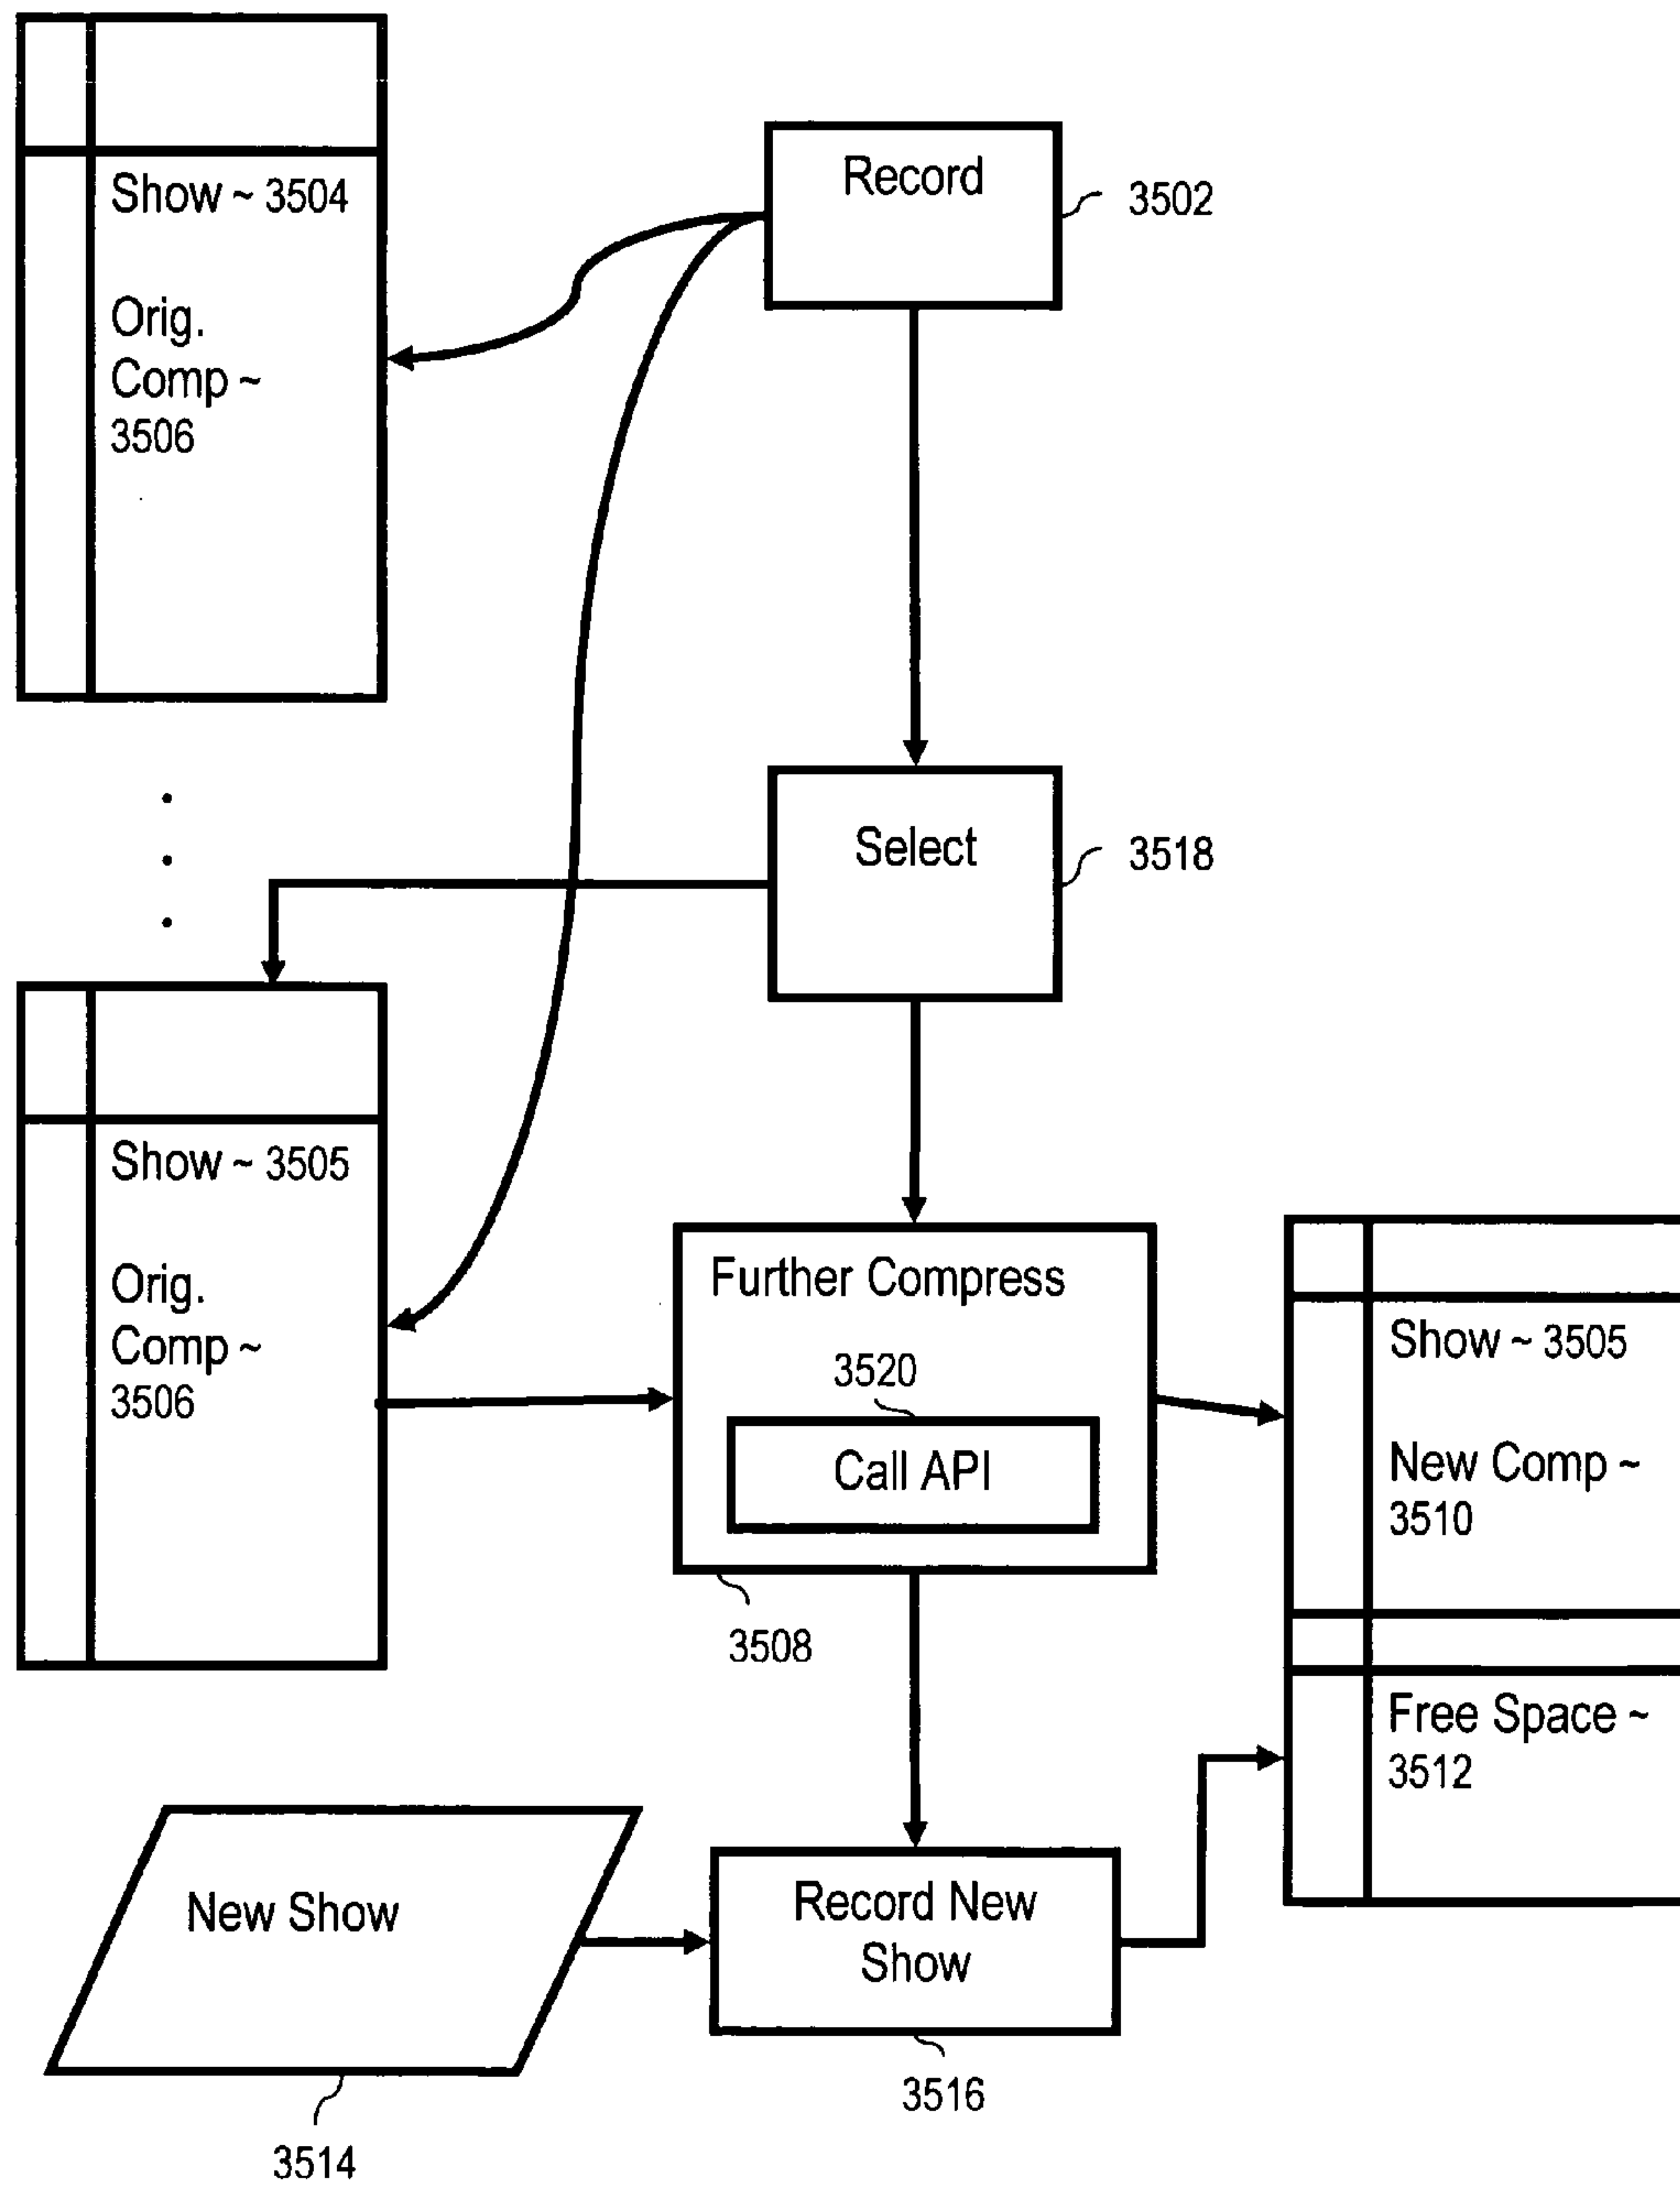 Show ~ 3504
Orig.
Comp ~
3506
Record
3502
Select
3518
Show ~ 3505
Orig.
Comp ~
3506
Further Compress
3520
Call API
3508
Show ~ 3505
New Comp ~
3510
Free Space ~
3512
New Show
3514
Record New
Show
3516